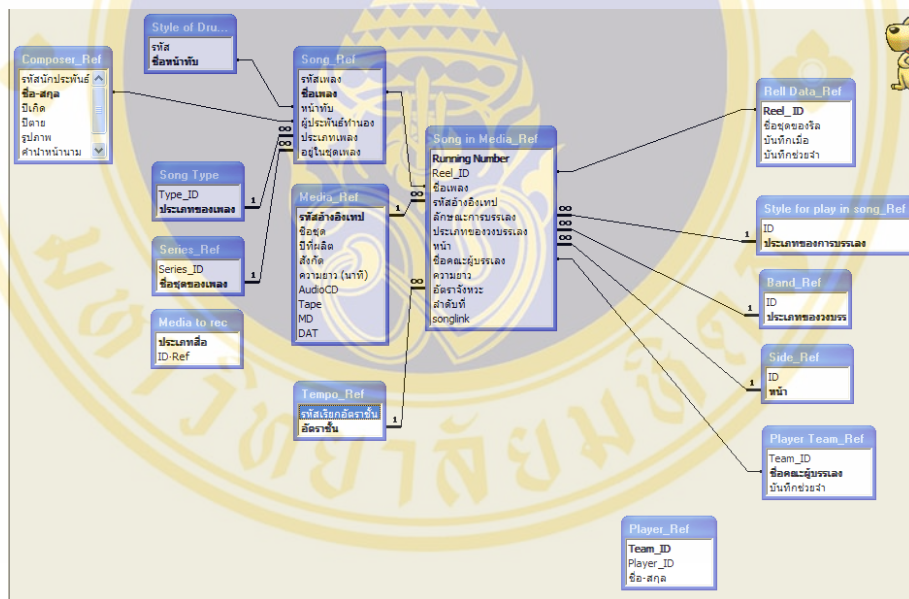 Style of Dru...
รหัส
ชื่อหน้าทับ
Composer_Ref
รหัสนักประพันธ์
ชื่อ-สกุล
ปีเกิด
ปีตาย
รูปภาพ
คำนำหน้านาม
Song_Ref
รหัสเพลง
ชื่อเพลง
หน้าทับ
ผู้ประพันธ์ทำนอง
ประเภทเพลง
อยู่ในชุดเพลง
Song Type
Type_ID
ประเภทของเพลง
Series_Ref
Series_ID
ชื่อชุดของเพลง
Media to rec
ประเภทสื่อ
ID-Ref
Media_Ref
รหัสอ้างอิงเทป
ชื่อชุด
ปีที่ผลิต
สังกัด
ความยาว (นาที)
AudioCD
Tape
MD
DAT
Tempo_Ref
รหัสเรียกอัตราชั้น
อัตราชั้น
Song in Media_Ref
Running Number
Reel_ID
ชื่อเพลง
รหัสอ้างอิงเทป
ลักษณะการบรรเลง
ประเภทของวงบรรเลง
หน้า
ชื่อคณะผู้บรรเลง
ความยาว
อัตราจังหวะ
ลำดับที่
songlink
Rell Data_Ref
Reel_ID
ชื่อชุดของรีล
บันทึกเมื่อ
บันทึกช่วยจำ
Style for play in song_Ref
ID
ประเภทของการบรรเลง
Band_Ref
ID
ประเภทของวงบรร
Side_Ref
ID
หน้า
Player Team_Ref
Team_ID
ชื่อคณะผู้บรรเลง
บันทึกช่วยจำ
Player_Ref
Team_ID
Player_ID
ชื่อ-สกุล
1
1
1
1
1
1
1
∞
∞
∞
∞
∞
∞
∞
∞